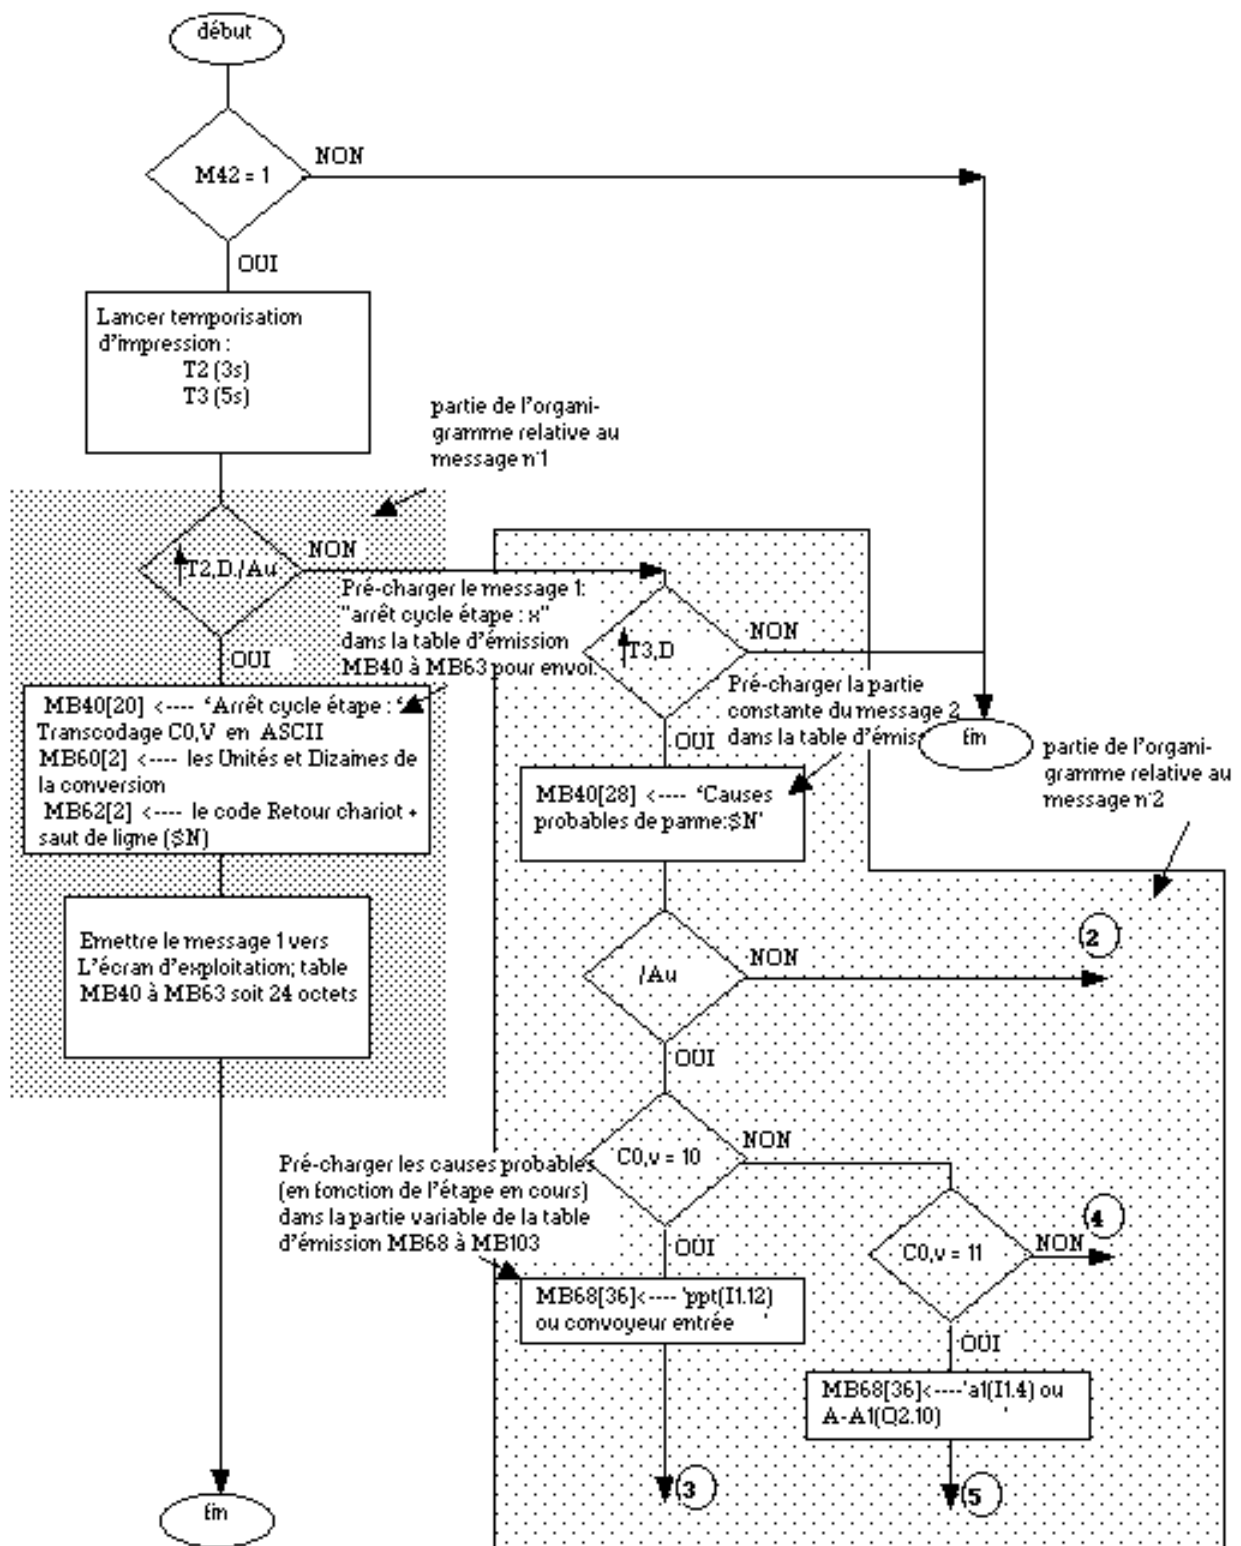 début
M42 = 1
NON
OUI
Lancer temporisation
d'impression :
T2 (3s)
T3 (5s)
partie de l'organi-
gramme relative au
message n°1
T2,D./Au
NON
OUI
Pré-charger le message 1:
"arrêt cycle étape : x"
dans la table d'émission
MB40 à MB63 pour envoi.
T3,D
NON
OUI
MB40[20] <---- 'Arrêt cycle étape : '
Transcodage C0,V en ASCII
MB60[2] <---- les Unités et Dizaines de
la conversion
MB62[2] <---- le code Retour chariot +
saut de ligne ($N)
Pré-charger la partie
constante du message 2
dans la table d'émiss
fin
partie de l'organi-
gramme relative au
message n°2
MB40[28] <---- 'Causes
probables de panne:$N'
Emettre le message 1 vers
L'écran d'exploitation; table
MB40 à MB63 soit 24 octets
/Au
NON
2
OUI
C0,v = 10
NON
OUI
Pré-charger les causes probables
(en fonction de l'étape en cours)
dans la partie variable de la table
d'émission MB68 à MB103
C0,v = 11
NON
4
OUI
MB68[36]<---- 'ppt(I1.12)
ou convoyeur entrée '
MB68[36]<----'a1(I1.4) ou
A-A1(Q2.10) '
3
5
fin